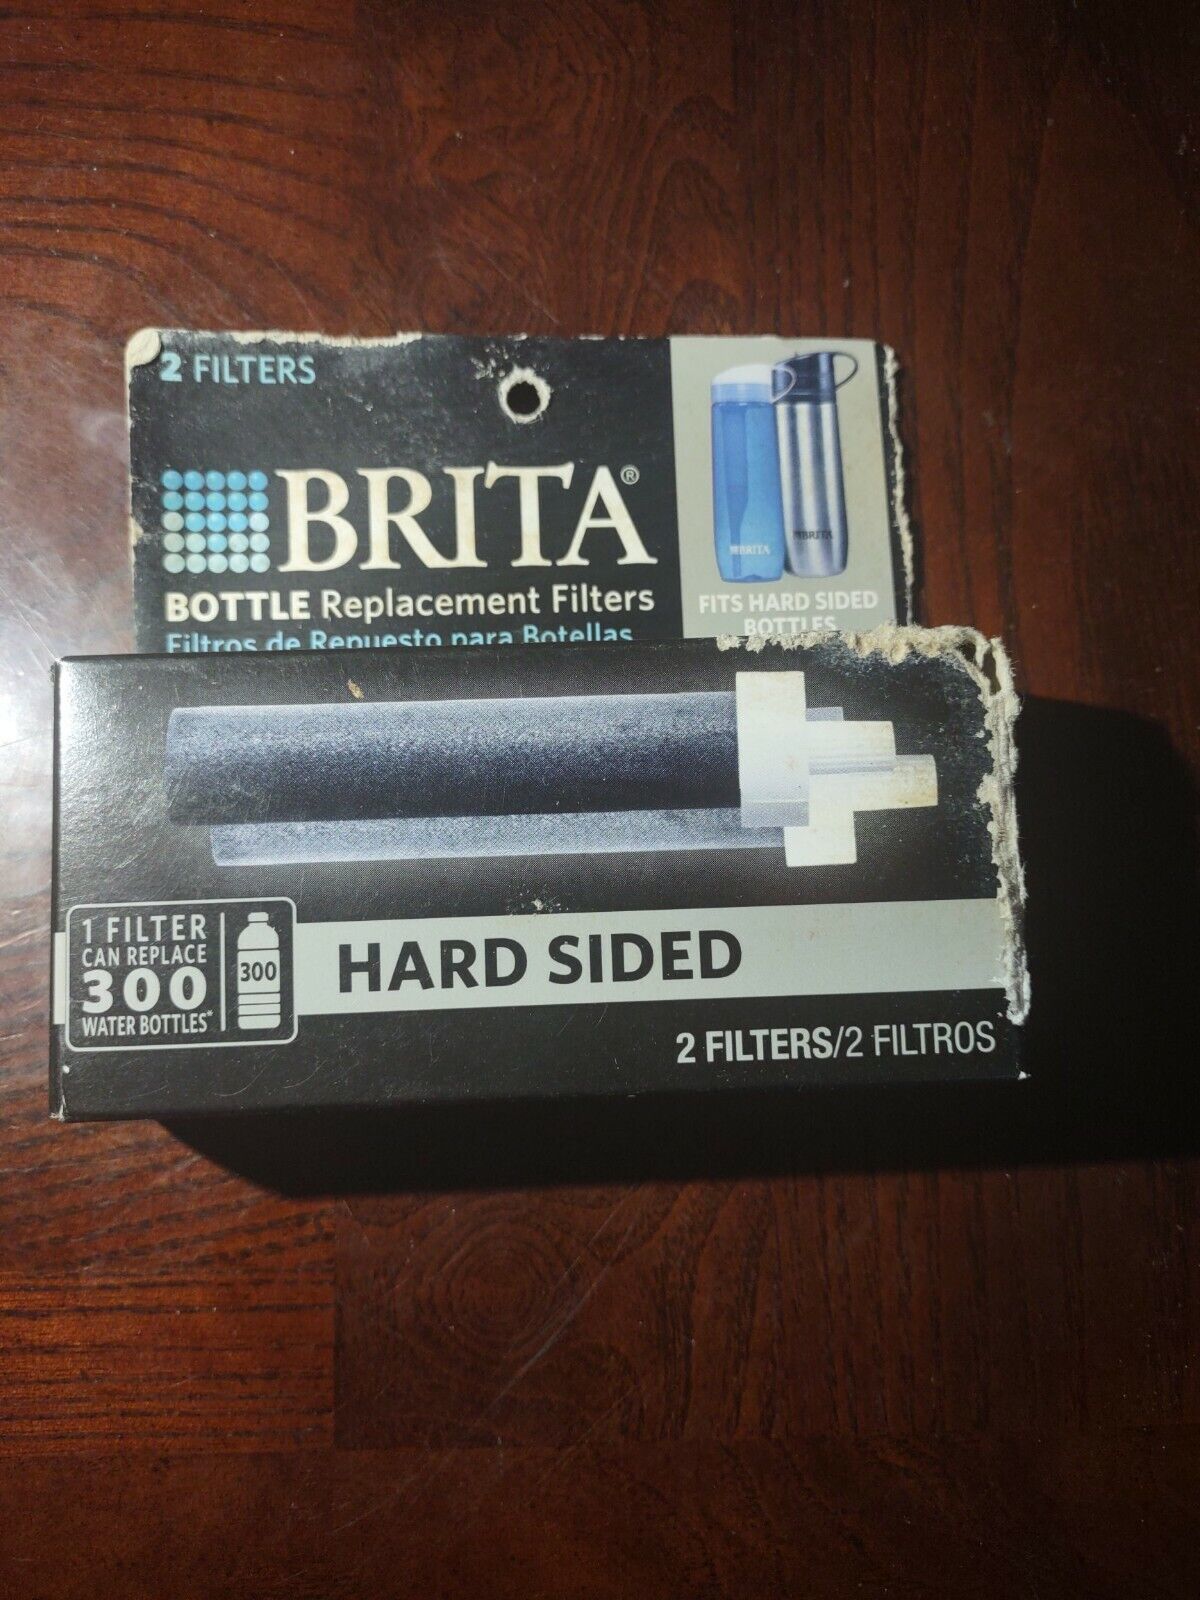 2 FILTERS
BRITA®
BOTTLE Replacement Filters
Filtros de Repuesto para Botellas
BRITA
BRITA
FITS HARD SIDED
BOTTLES
1 FILTER
CAN REPLACE
300
WATER BOTTLES*
300
HARD SIDED
2 FILTERS/2 FILTROS